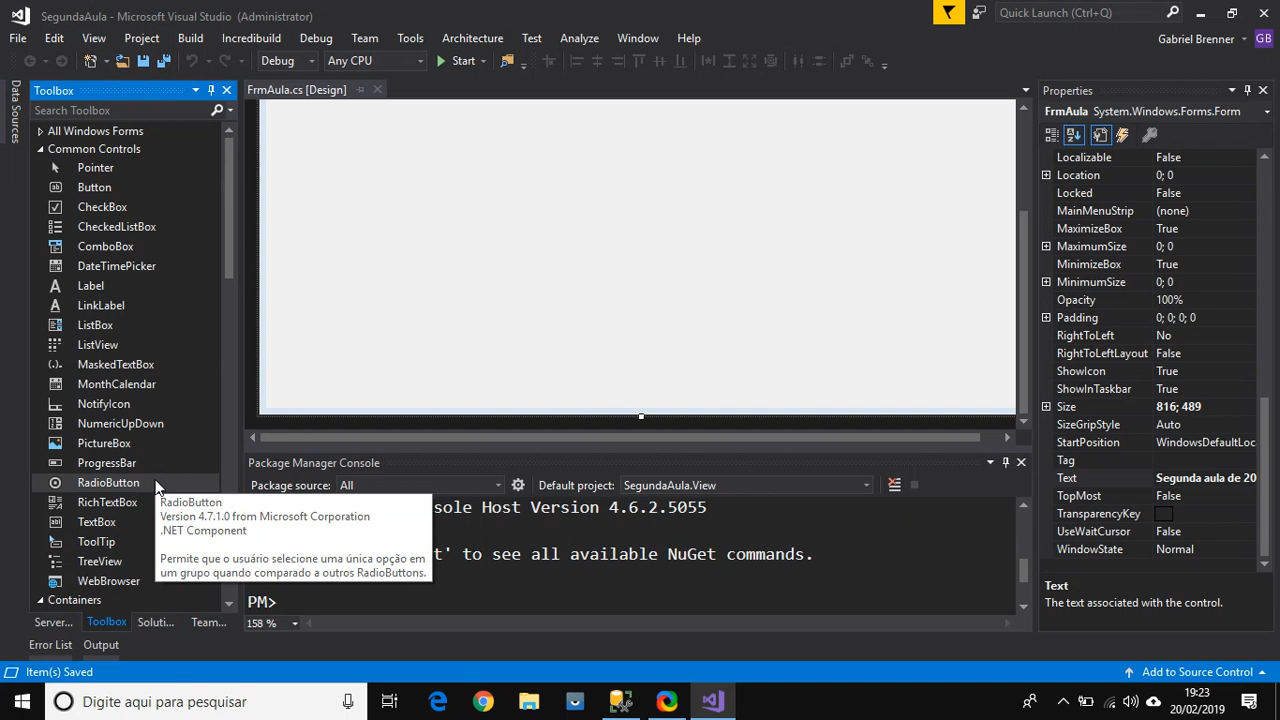 SegundaAula - Microsoft Visual Studio (Administrator)
Quick Launch (Ctrl+Q)
File Edit View Project Build Incredibuild Debug Team Tools Architecture Test Analyze Window Help
Gabriel Brenner GB
Debug Any CPU Start
Data Sources
Toolbox
Search Toolbox
All Windows Forms
Common Controls
Pointer
Button
CheckBox
CheckedListBox
ComboBox
DateTimePicker
Label
LinkLabel
ListBox
ListView
MaskedTextBox
MonthCalendar
NotifyIcon
NumericUpDown
PictureBox
ProgressBar
RadioButton
RichTextBox
TextBox
ToolTip
TreeView
WebBrowser
Containers
RadioButton
Version 4.7.1.0 from Microsoft Corporation
.NET Component
Permite que o usuário selecione uma única opção em
um grupo quando comparado a outros RadioButtons.
Server... Toolbox Soluti... Team...
FrmAula.cs [Design]
Package Manager Console
Package source: All Default project: SegundaAula.View
sole Host Version 4.6.2.5055
t' to see all available NuGet commands.
PM>
158 %
Properties
FrmAula System.Windows.Forms.Form
Localizable False
Location 0; 0
Locked False
MainMenuStrip (none)
MaximizeBox True
MaximumSize 0; 0
MinimizeBox True
MinimumSize 0; 0
Opacity 100%
Padding 0; 0; 0; 0
RightToLeft No
RightToLeftLayout False
ShowIcon True
ShowInTaskbar True
Size 816; 489
SizeGripStyle Auto
StartPosition WindowsDefaultLoc
Tag
Text Segunda aula de 20
TopMost False
TransparencyKey
UseWaitCursor False
WindowState Normal
Text
The text associated with the control.
Error List Output
Item(s) Saved
Add to Source Control
Digite aqui para pesquisar
19:23
20/02/2019